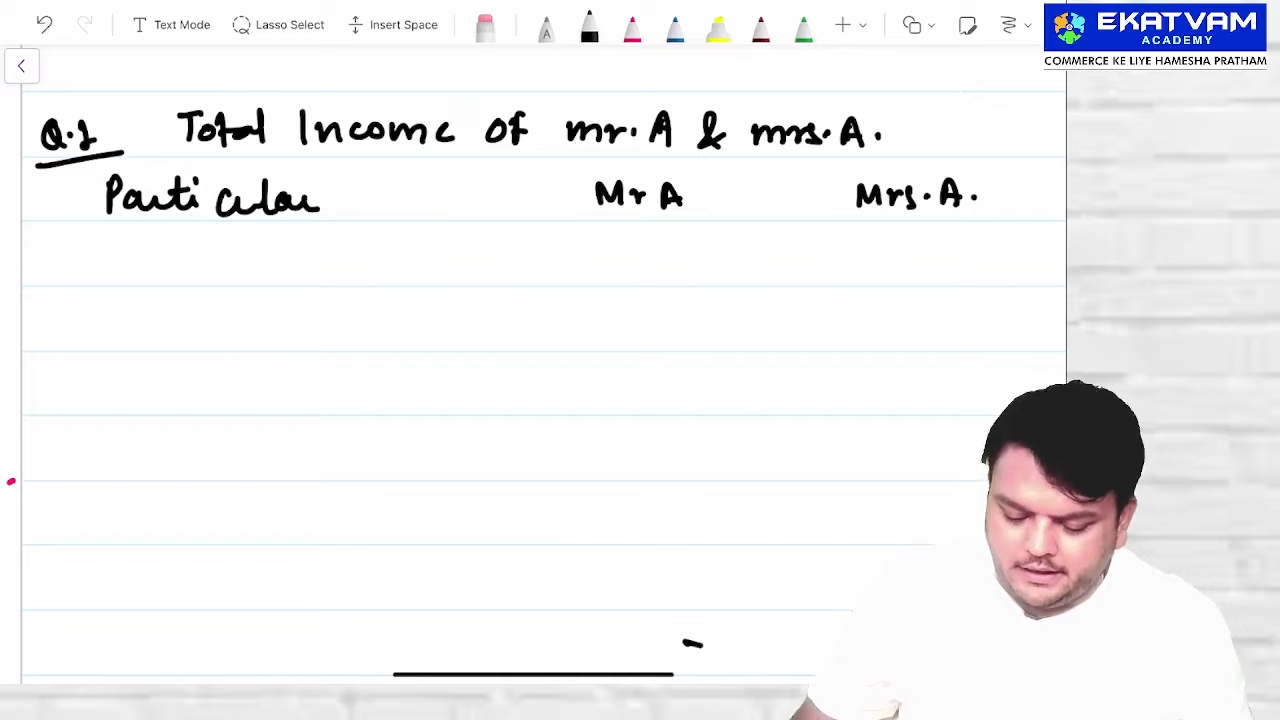 Text Mode Lasso Select Insert Space
EKATVAM
ACADEMY
COMMERCE KE LIYE HAMESHA PRATHAM
Q.1 Total Income of mr. A & mrs. A.
Particular Mr A Mrs. A.